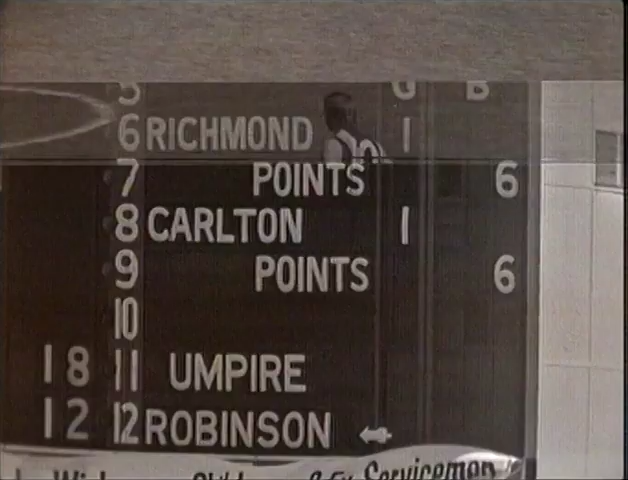 5 G B
6 RICHMOND 1
7 POINTS 6
8 CARLTON 1
9 POINTS 6
10
18 11 UMPIRE
12 12 ROBINSON
Servicemen